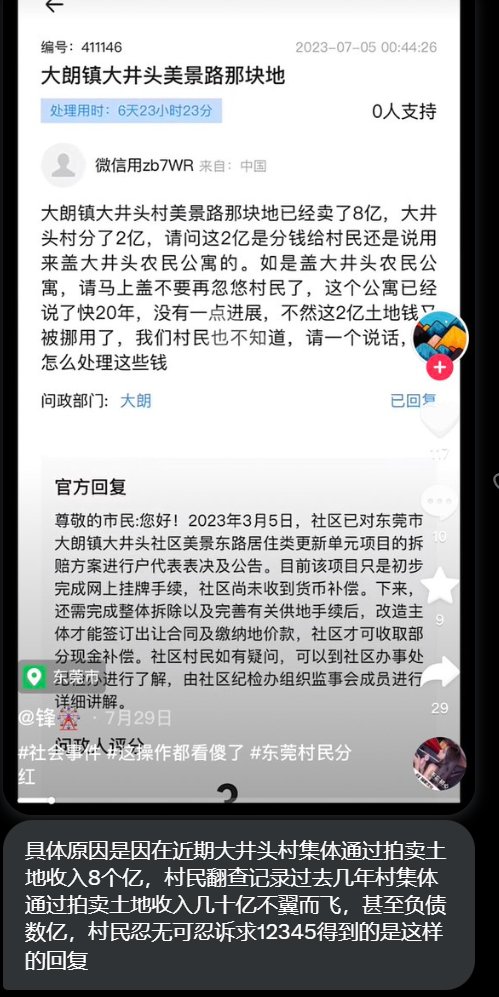 编号：411146
2023-07-05 00:44:26
大朗镇大井头美景路那块地
处理用时：6天23小时23分
0人支持
微信用zb7WR 来自：中国
大朗镇大井头村美景路那块地已经卖了8亿，大井
头村分了2亿，请问这2亿是分钱给村民还是说用
来盖大井头农民公寓的。如是盖大井头农民公
寓，请马上盖不要再忽悠村民了，这个公寓已经
说了快20年，没有一点进展，不然这2亿土地钱又
被挪用了，我们村民也不知道，请一个说话，
怎么处理这些钱
问政部门：大朗
已回复
117
官方回复
尊敬的市民:您好！2023年3月5日，社区已对东莞市
大朗镇大井头社区美景东路居住类更新单元项目的拆
赔方案进行户代表表决及公告。目前该项目只是初步
完成网上挂牌手续，社区尚未收到货币补偿。下来，
还需完成整体拆除以及完善有关供地手续后，改造主
体才能签订出让合同及缴纳地价款，社区才可收取部
分现金补偿。社区村民如有疑问，可以到社区办事处
办进行了解，由社区纪检办组织监事会成员进行
详细讲解。
10
9
29
东莞市
@锋🎡 · 7月29日
问政人评分
#社会事件 #这操作都看傻了 #东莞村民分
红
?
具体原因是因在近期大井头村集体通过拍卖土
地收入8个亿，村民翻查记录过去几年村集体
通过拍卖土地收入几十亿不翼而飞，甚至负债
数亿，村民忍无可忍诉求12345得到的是这样
的回复